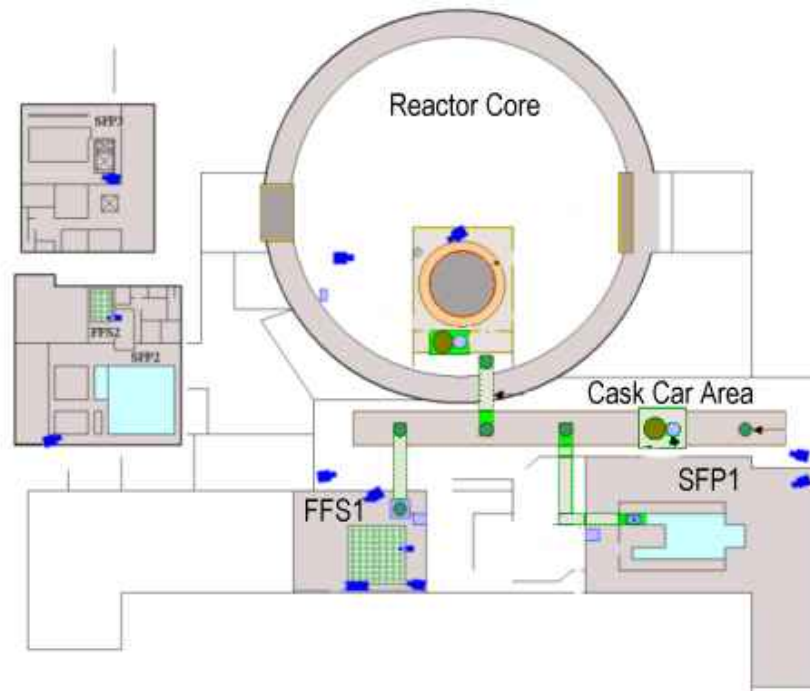 Reactor Core
SFP3
FFS2
SFP2
Cask Car Area
SFP1
FFS1